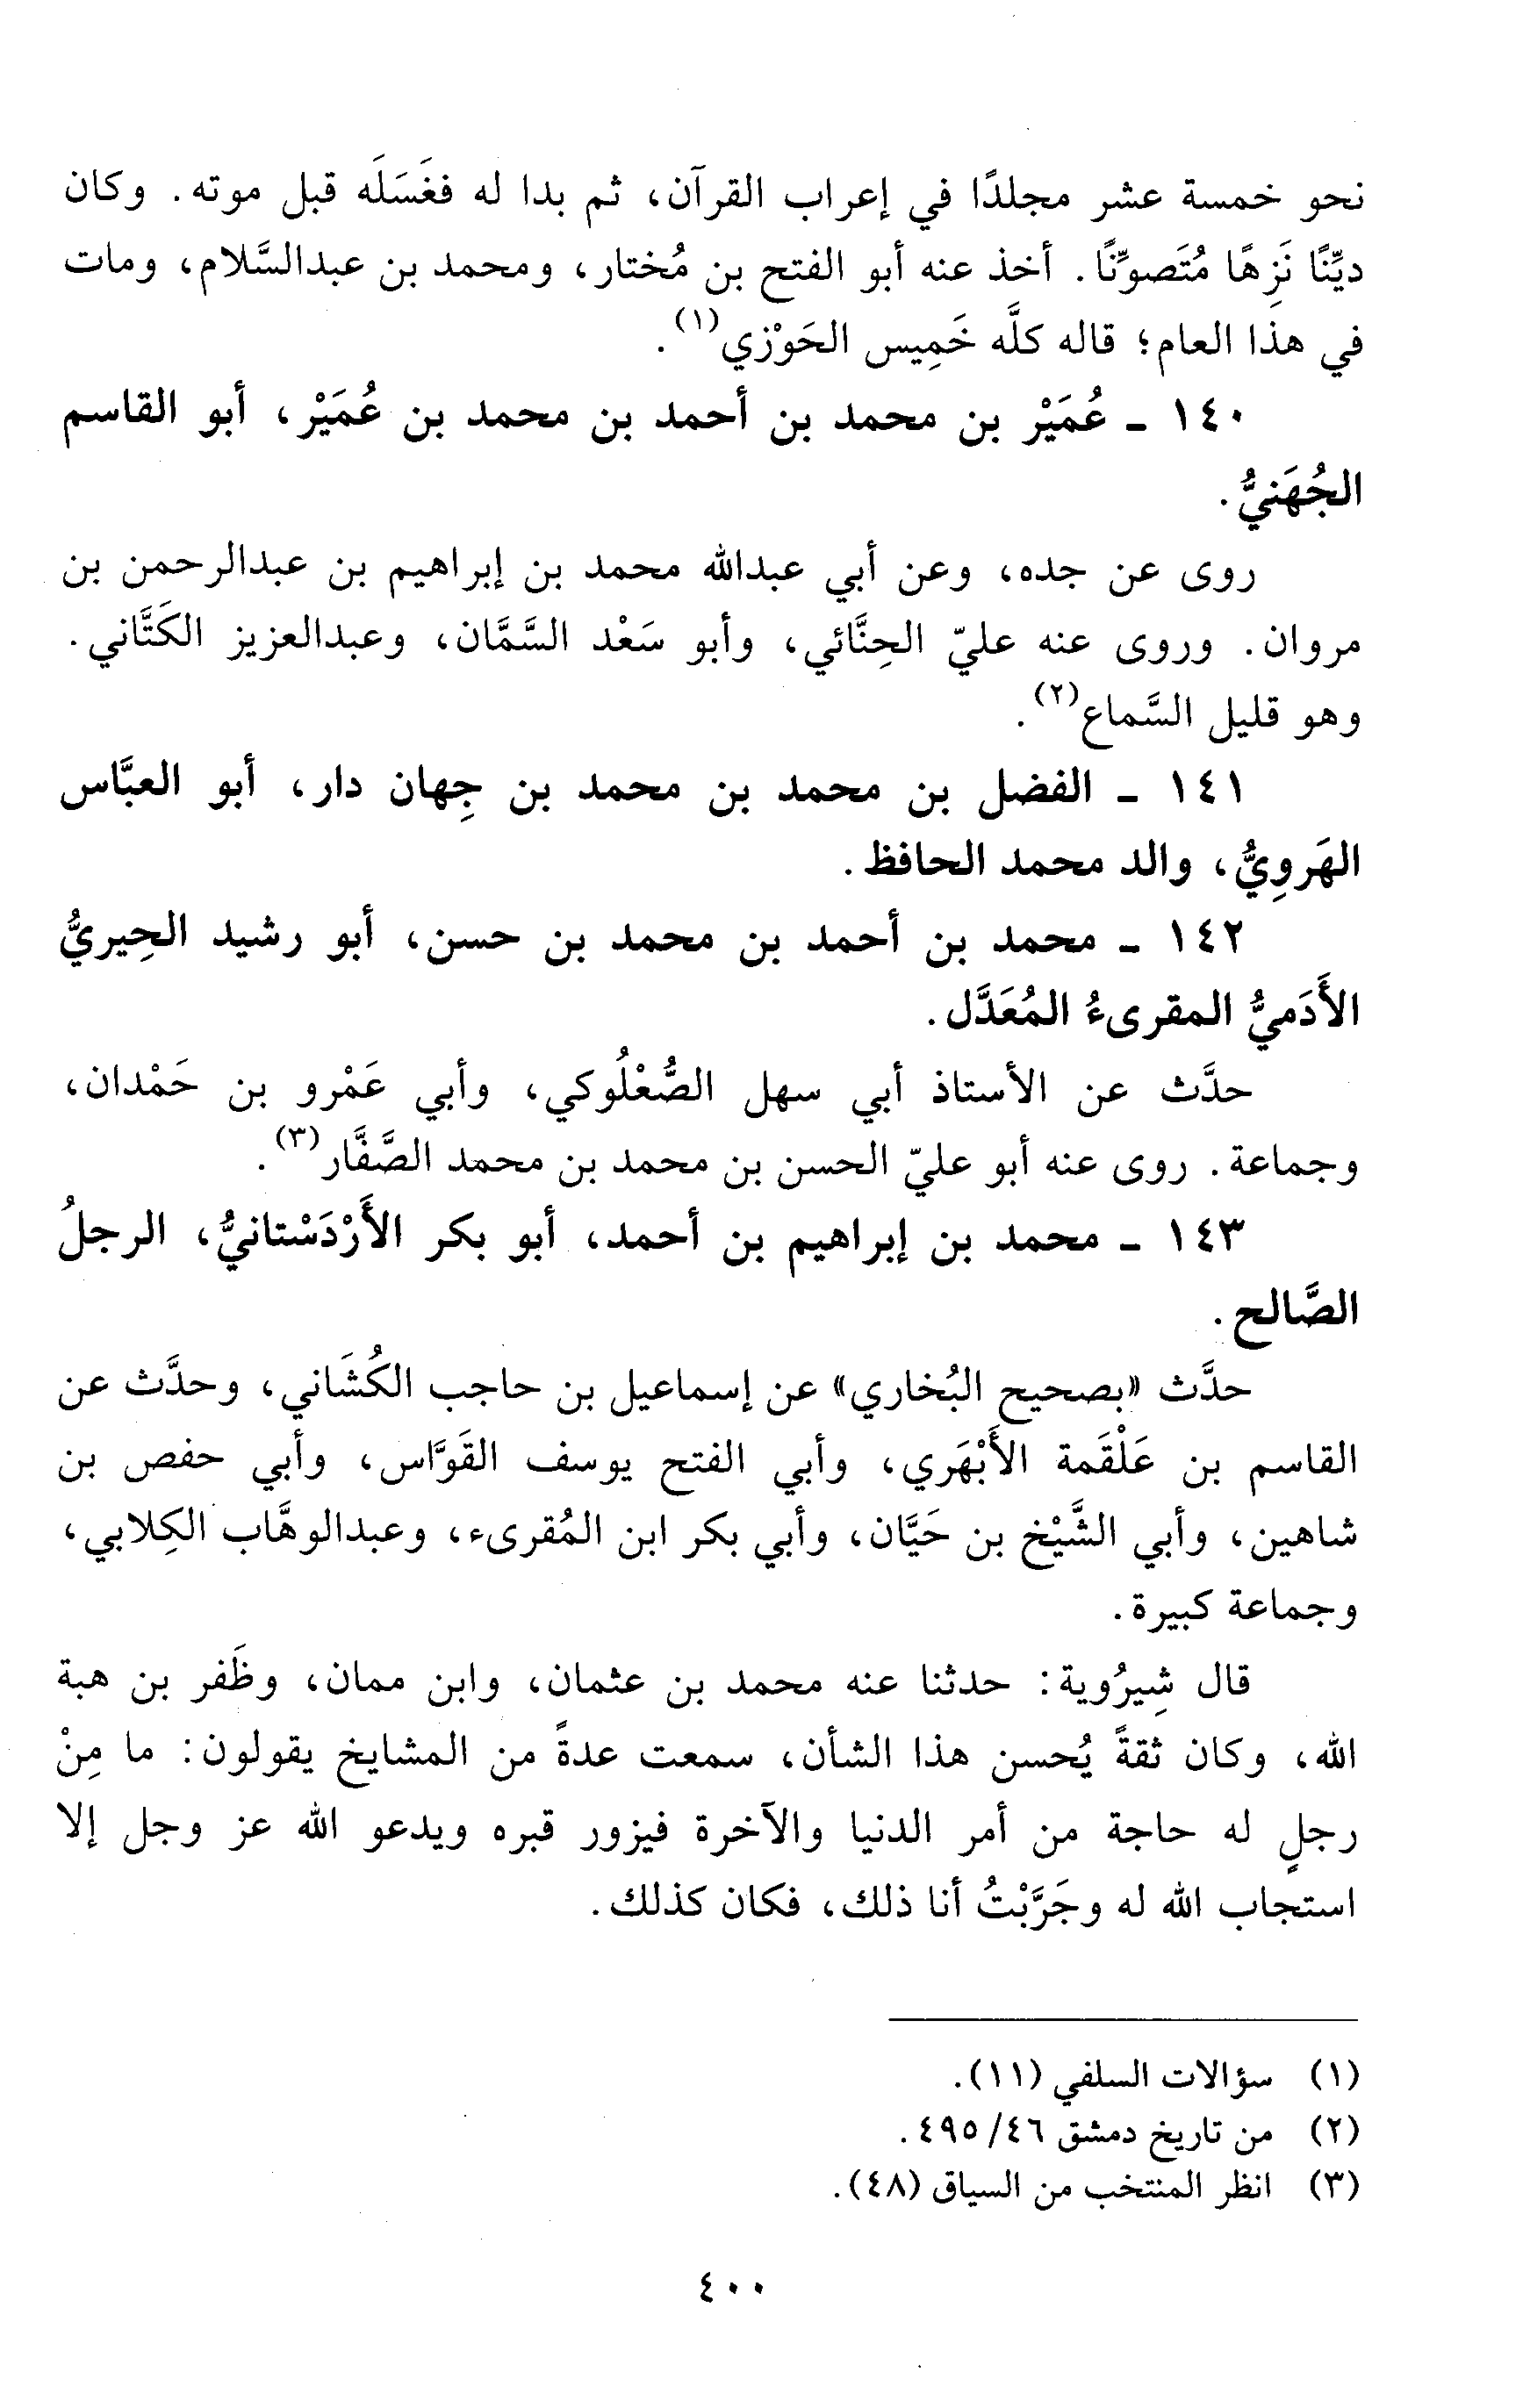 نحو خمسة عشر مجلدًا في إعراب القرآن، ثم بدا له فغَسَلَه قبل موته. وكان
ديِّنًا نَزِهًا مُتَصوِّنًا. أخذ عنه أبو الفتح بن مُختار، ومحمد بن عبدالسَّلام، ومات
في هذا العام؛ قاله كلَّه خَمِيس الحَوْزي(١).
١٤٠ - عُمَيْر بن محمد بن أحمد بن محمد بن عُمَيْر، أبو القاسم
الجُهَنيُّ.
روى عن جده، وعن أبي عبدالله محمد بن إبراهيم بن عبدالرحمن بن
مروان. وروى عنه عليّ الحِنَّائي، وأبو سَعْد السَّمَّان، وعبدالعزيز الكَتَّاني.
وهو قليل السَّماع(٢).
١٤١ - الفضل بن محمد بن محمد بن جِهان دار، أبو العبَّاس
الهَروِيُّ، والد محمد الحافظ.
١٤٢ - محمد بن أحمد بن محمد بن حسن، أبو رشيد الحِيريُّ
الأَدَميُّ المقرىءُ المُعَدَّل.
حدَّث عن الأستاذ أبي سهل الصُّعْلُوكي، وأبي عَمْرو بن حَمْدان،
وجماعة. روى عنه أبو عليّ الحسن بن محمد بن محمد الصَّفَّار(٣).
١٤٣ - محمد بن إبراهيم بن أحمد، أبو بكر الأَرْدَسْتانيُّ، الرجلُ
الصَّالح.
حدَّث «بصحيح البُخاري» عن إسماعيل بن حاجب الكُشَاني، وحدَّث عن
القاسم بن عَلْقَمة الأَبْهَري، وأبي الفتح يوسف القَوَّاس، وأبي حفص بن
شاهين، وأبي الشَّيْخ بن حَيَّان، وأبي بكر ابن المُقرىء، وعبدالوهَّاب الكِلابي،
وجماعة كبيرة.
قال شِيرُوية: حدثنا عنه محمد بن عثمان، وابن ممان، وظَفر بن هبة
الله، وكان ثقةً يُحسن هذا الشأن، سمعت عدةً من المشايخ يقولون: ما مِنْ
رجلٍ له حاجة من أمر الدنيا والآخرة فيزور قبره ويدعو الله عز وجل إلا
استجاب الله له وجَرَّبْتُ أنا ذلك، فكان كذلك.
(١) سؤالات السلفي (١١).
(٢) من تاريخ دمشق ٤٦/ ٤٩٥.
(٣) انظر المنتخب من السياق (٤٨).
٤٠٠